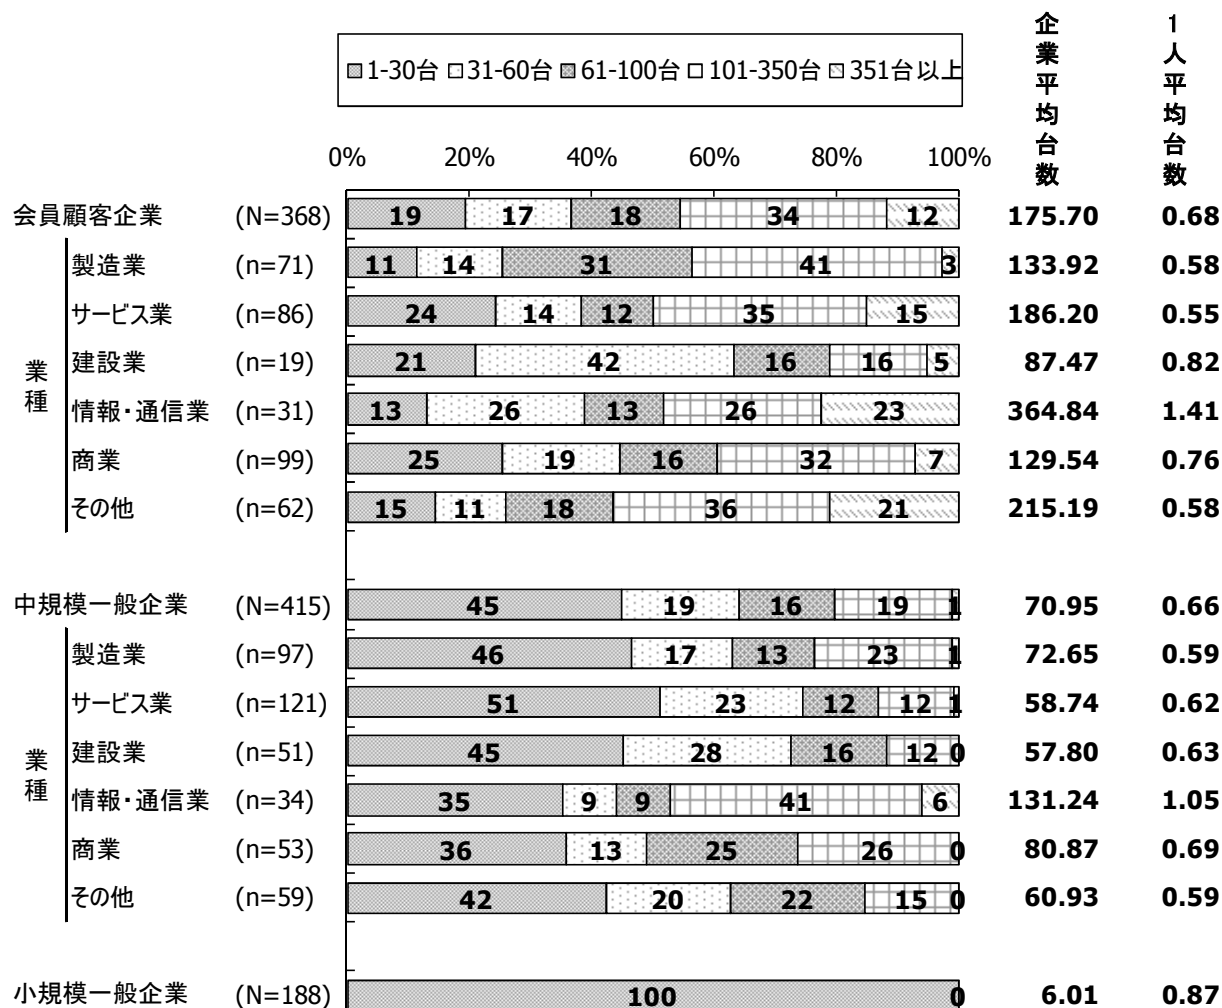 企業平均台数
1人平均台数
1-30台 31-60台 61-100台 101-350台 351台以上
0% 20% 40% 60% 80% 100%
会員顧客企業 (N=368) 19 17 18 34 12 175.70 0.68
製造業 (n=71) 11 14 31 41 3 133.92 0.58
サービス業 (n=86) 24 14 12 35 15 186.20 0.55
業種
建設業 (n=19) 21 42 16 16 5 87.47 0.82
情報・通信業 (n=31) 13 26 13 26 23 364.84 1.41
商業 (n=99) 25 19 16 32 7 129.54 0.76
その他 (n=62) 15 11 18 36 21 215.19 0.58
中規模一般企業 (N=415) 45 19 16 19 1 70.95 0.66
製造業 (n=97) 46 17 13 23 1 72.65 0.59
サービス業 (n=121) 51 23 12 12 1 58.74 0.62
業種
建設業 (n=51) 45 28 16 12 0 57.80 0.63
情報・通信業 (n=34) 35 9 9 41 6 131.24 1.05
商業 (n=53) 36 13 25 26 0 80.87 0.69
その他 (n=59) 42 20 22 15 0 60.93 0.59
小規模一般企業 (N=188) 100 0 6.01 0.87